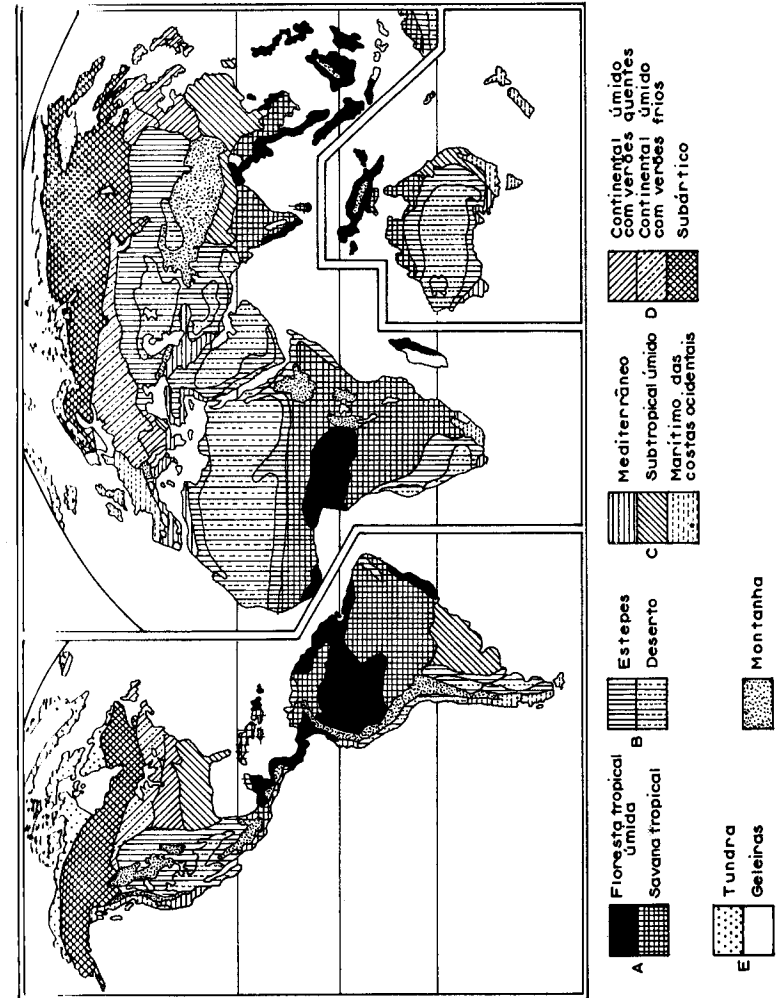 A
Floresta tropical
úmida
Savana tropical
B
Estepes
Deserto
C
Mediterrâneo
Subtropical úmido
Marítimo das
costas ocidentais
D
Continental úmido
com verões quentes
Continental úmido
com verões frios
Subártico
E
Tundra
Geleiras
Montanha